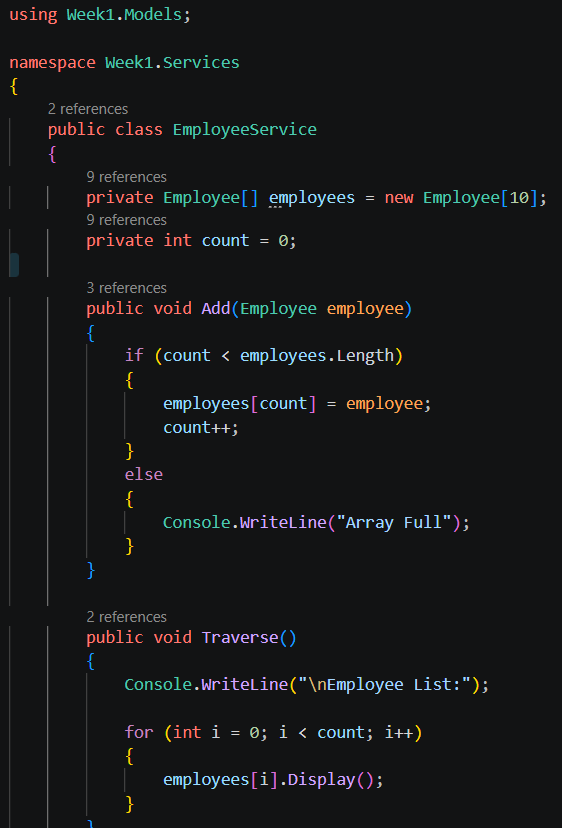 using Week1.Models;
namespace Week1.Services
{
2 references
public class EmployeeService
{
9 references
private Employee[] employees = new Employee[10];
9 references
private int count = 0;
3 references
public void Add(Employee employee)
{
if (count < employees.Length)
{
employees[count] = employee;
count++;
}
else
{
Console.WriteLine("Array Full");
}
}
2 references
public void Traverse()
{
Console.WriteLine("\nEmployee List:");
for (int i = 0; i < count; i++)
{
employees[i].Display();
}
}